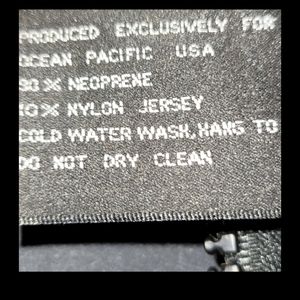 PRODUCED EXCLUSIVELY FOR
OCEAN PACIFIC USA
90% NEOPRENE
10% NYLON JERSEY
COLD WATER WASH, HANG TO
DO NOT DRY CLEAN